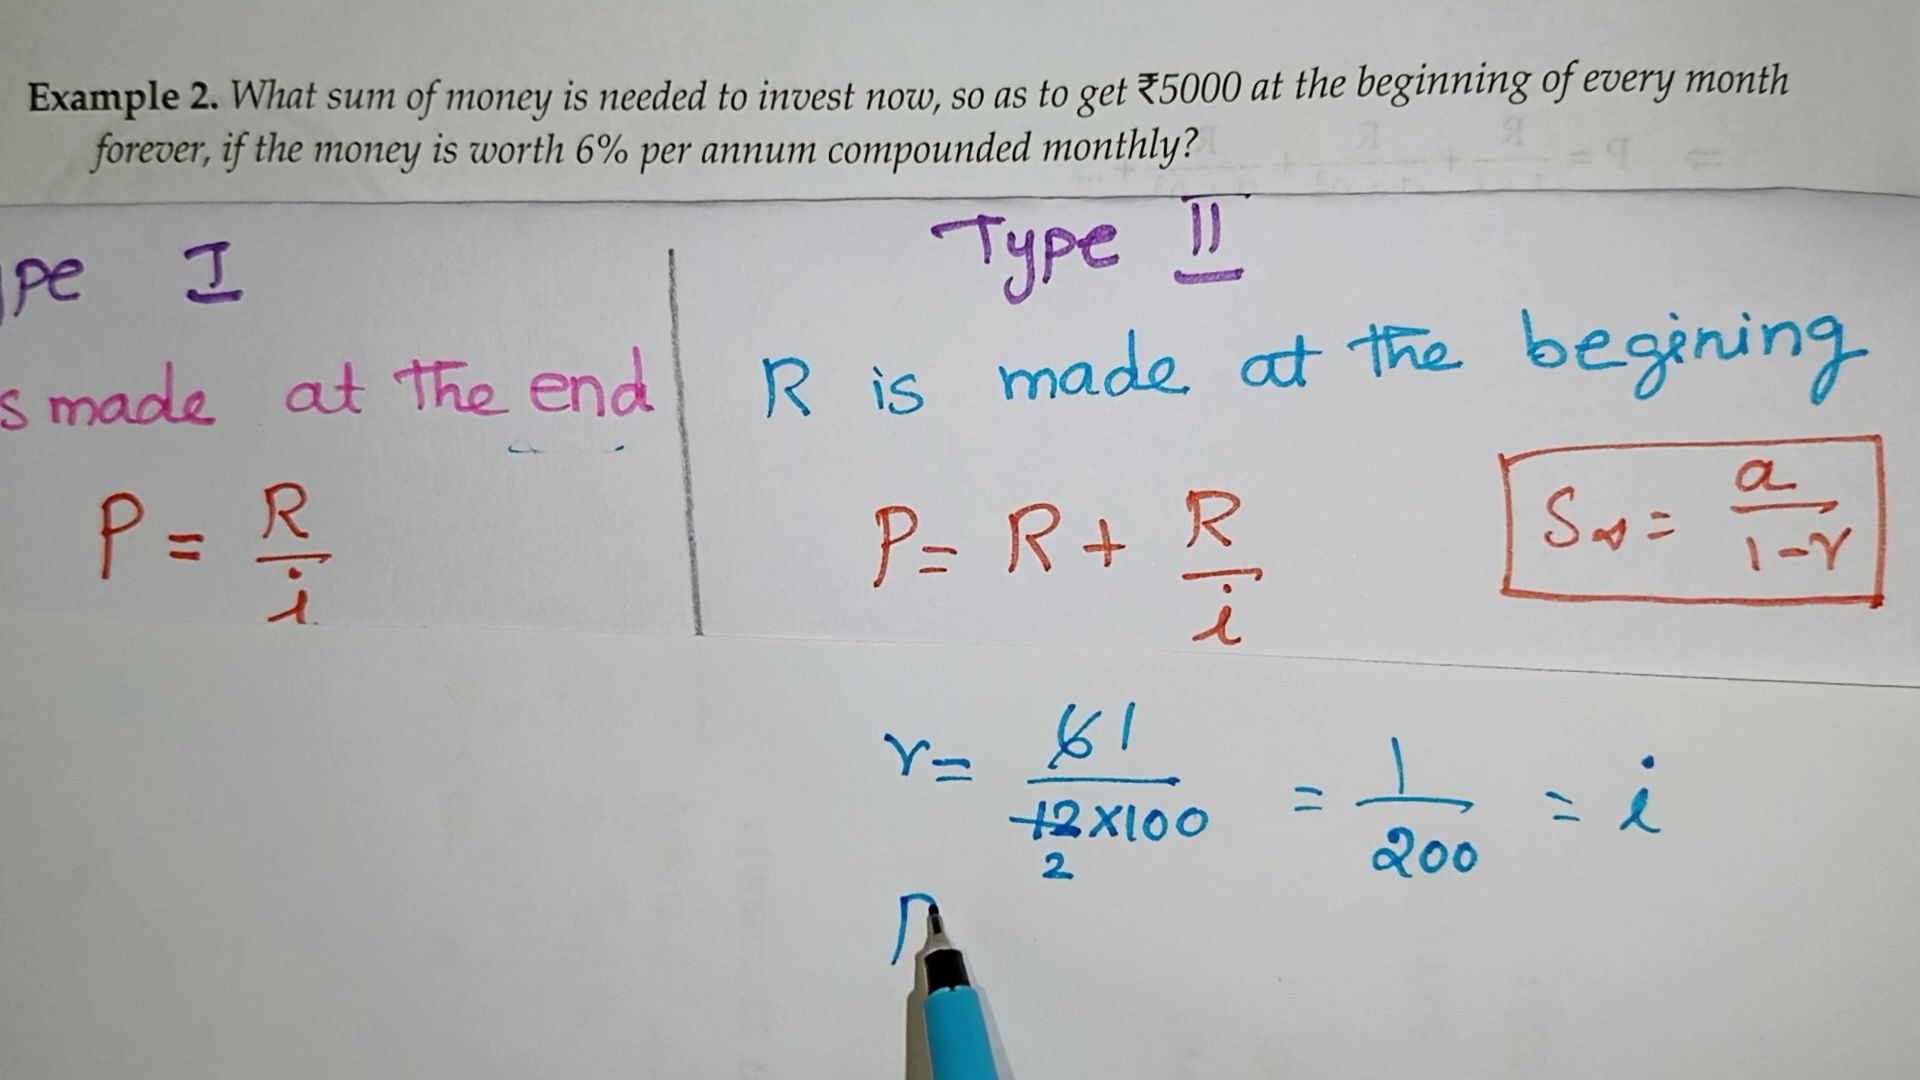 Example 2. What sum of money is needed to invest now, so as to get ₹5000 at the beginning of every month
forever, if the money is worth 6% per annum compounded monthly?
pe I
s made at the end
P = R/i
Type II
R is made at the begining
P = R + R/i
S∞ = a/1-r
r = 6 1/12×100 2 = 1/200 = i